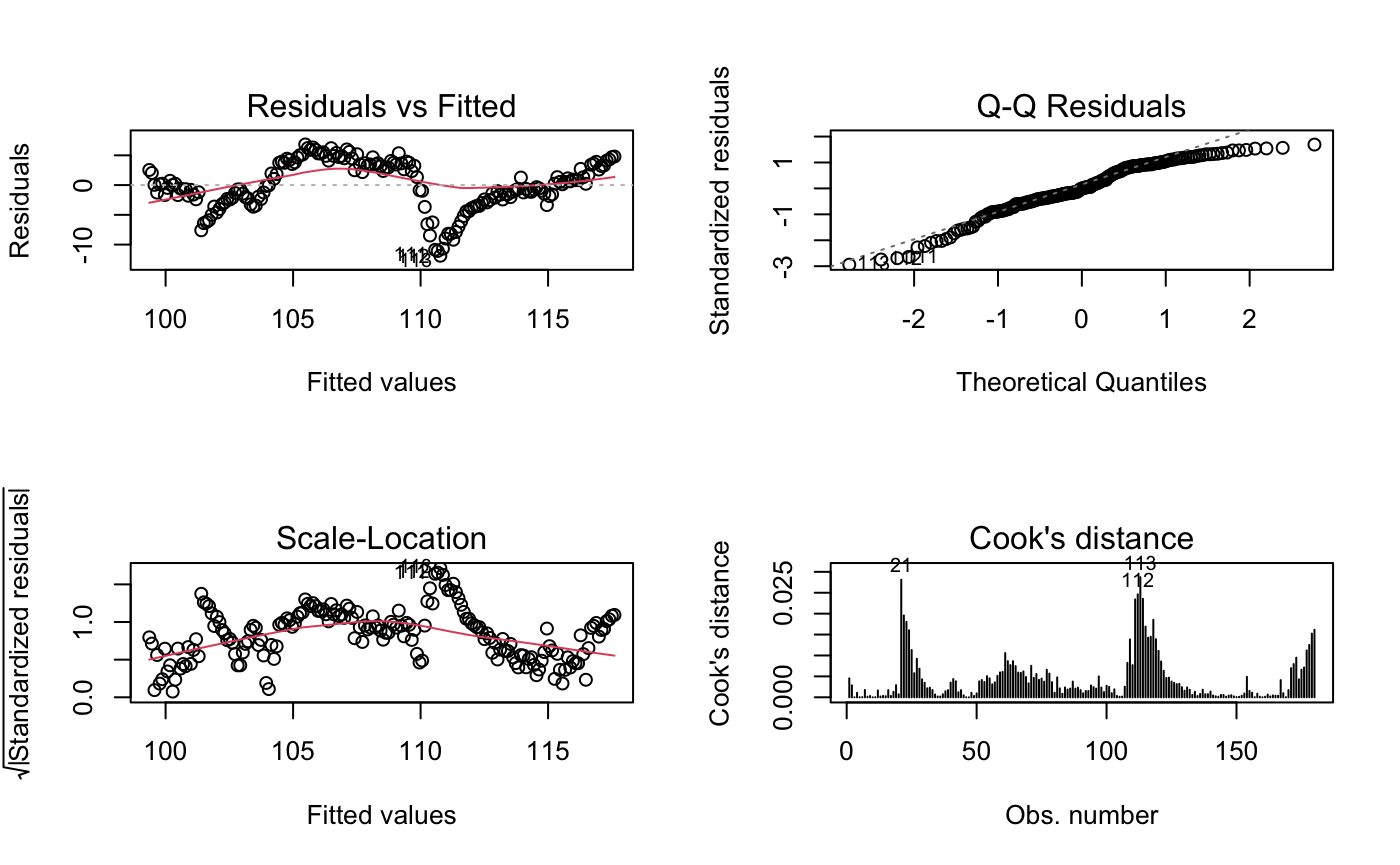 Residuals vs Fitted
Residuals
0
-10
100 105 110 115
Fitted values
Q-Q Residuals
Standardized residuals
1
-1
-3
-2 -1 0 1 2
Theoretical Quantiles
Scale-Location
√|Standardized residuals|
1.0
0.0
100 105 110 115
Fitted values
Cook's distance
Cook's distance
0.025
0.000
21
113
112
0 50 100 150
Obs. number